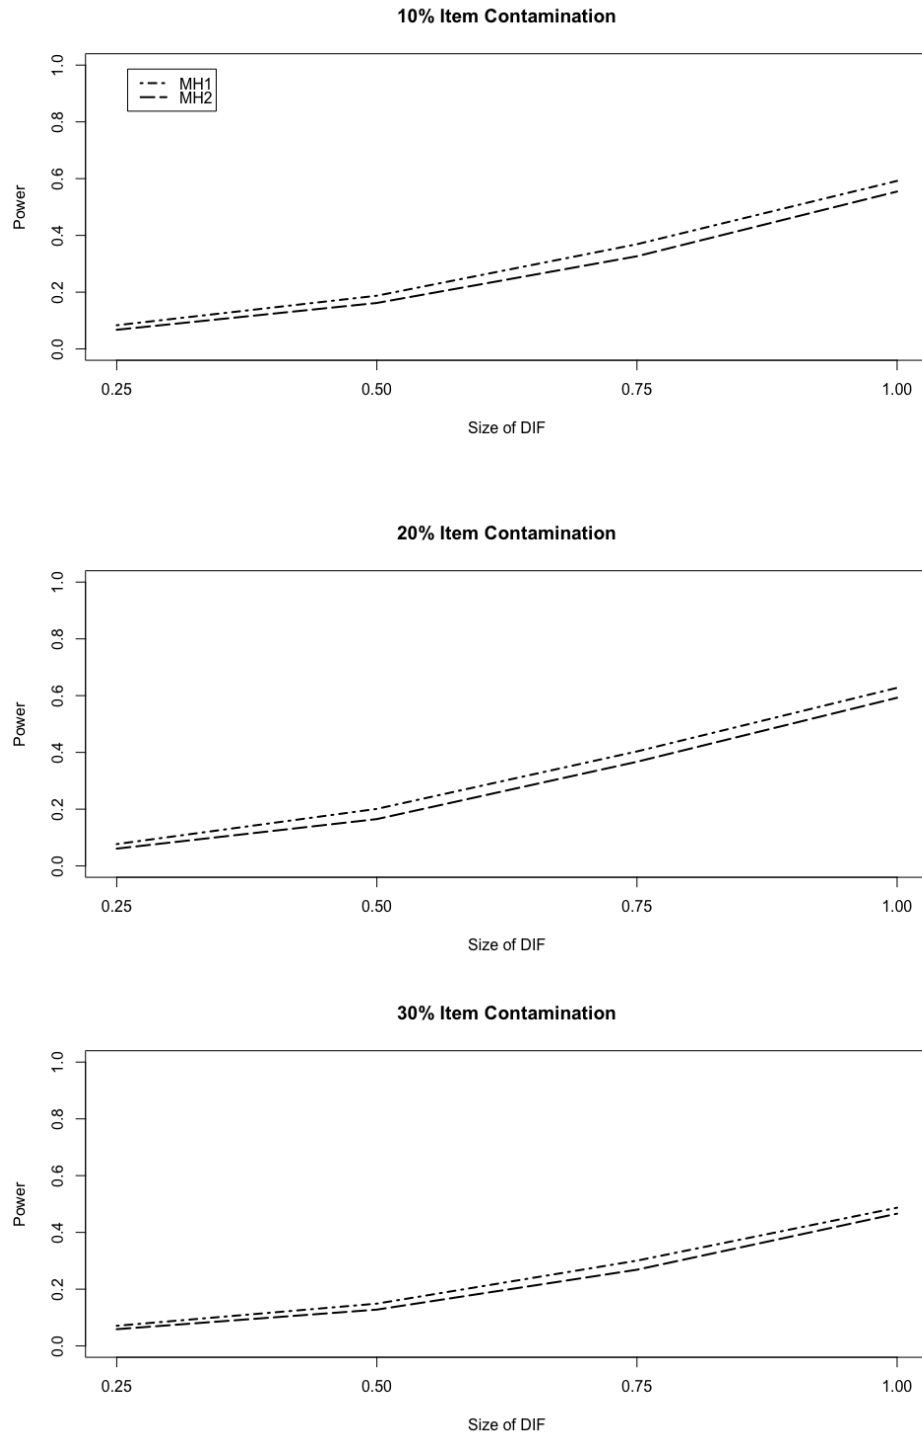 10% Item Contamination
1.0
0.8
0.6
0.4
0.2
0.0
Power
MH1
MH2
0.25 0.50 0.75 1.00
Size of DIF
20% Item Contamination
1.0
0.8
0.6
0.4
0.2
0.0
Power
0.25 0.50 0.75 1.00
Size of DIF
30% Item Contamination
1.0
0.8
0.6
0.4
0.2
0.0
Power
0.25 0.50 0.75 1.00
Size of DIF